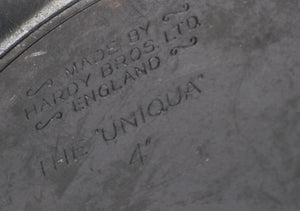 MADE BY
HARDY BROS. LTD.
ENGLAND
THE "UNIQUA"
4"